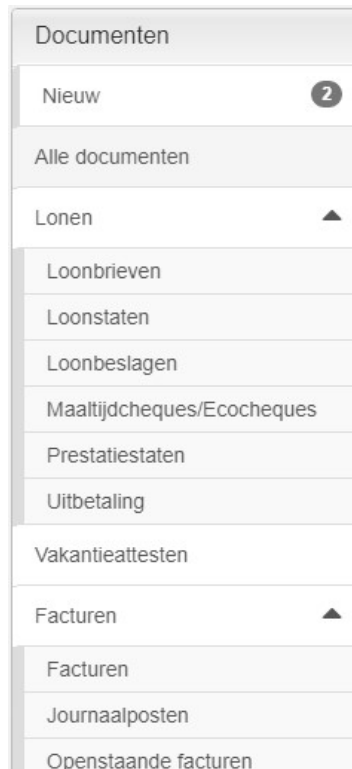 Documenten
Nieuw 2
Alle documenten
Lonen
Loonbrieven
Loonstaten
Loonbeslagen
Maaltijdcheques/Ecocheques
Prestatiestaten
Uitbetaling
Vakantieattesten
Facturen
Facturen
Journaalposten
Openstaande facturen